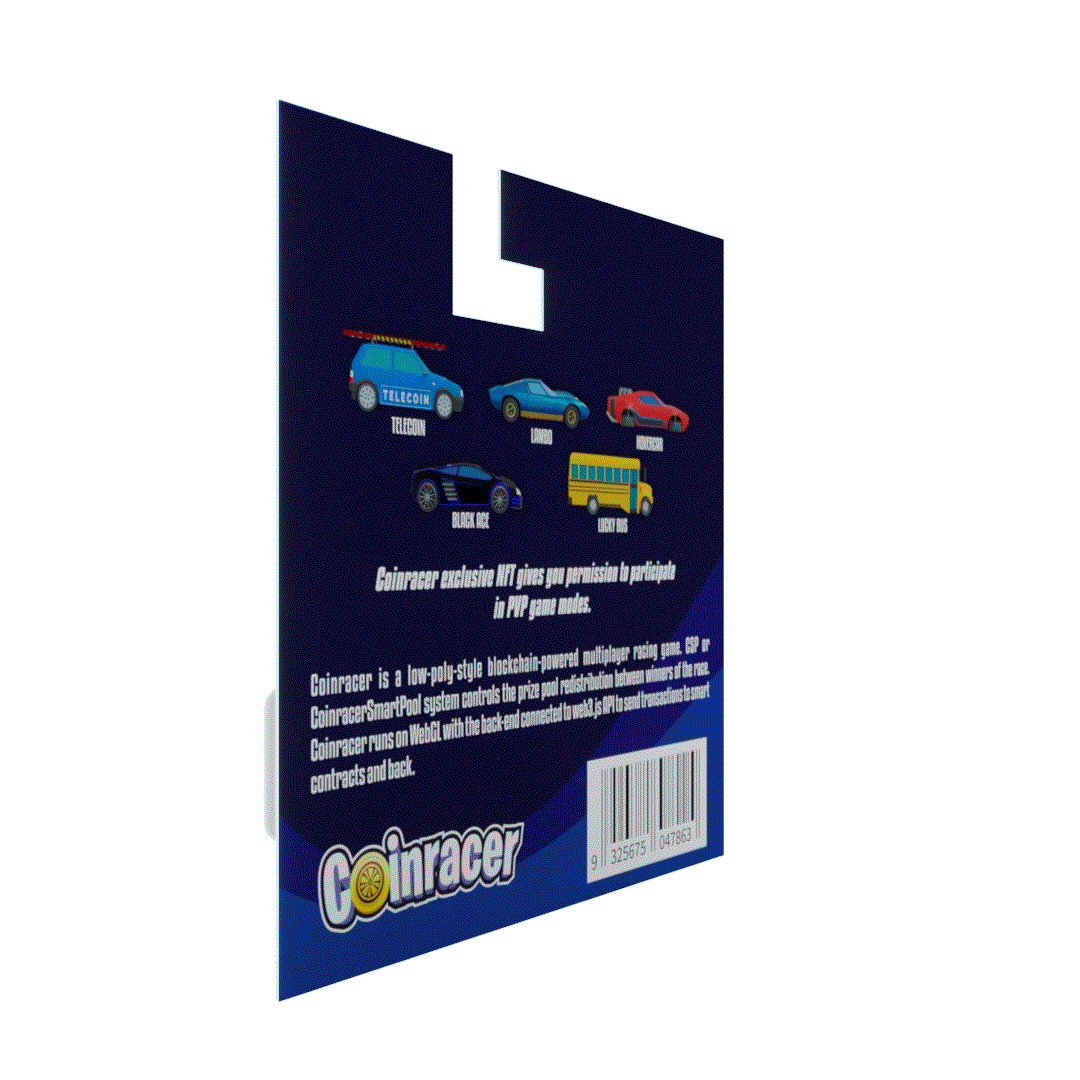 TELECOIN
TELECOIN
LAMBO
HOVERCAR
BLACK ACE
LUCKY BUS
Coinracer exclusive NFT gives you permission to participate
in PVP game modes.
Coinracer is a low-poly-style blockchain-powered multiplayer racing game. CSP or
CoinracerSmartPool system controls the prize pool redistribution between winners of the race.
Coinracer runs on WebGL with the back-end connected to web3.js API to send transactions to smart
contracts and back.
Coinracer
9 325675 047863